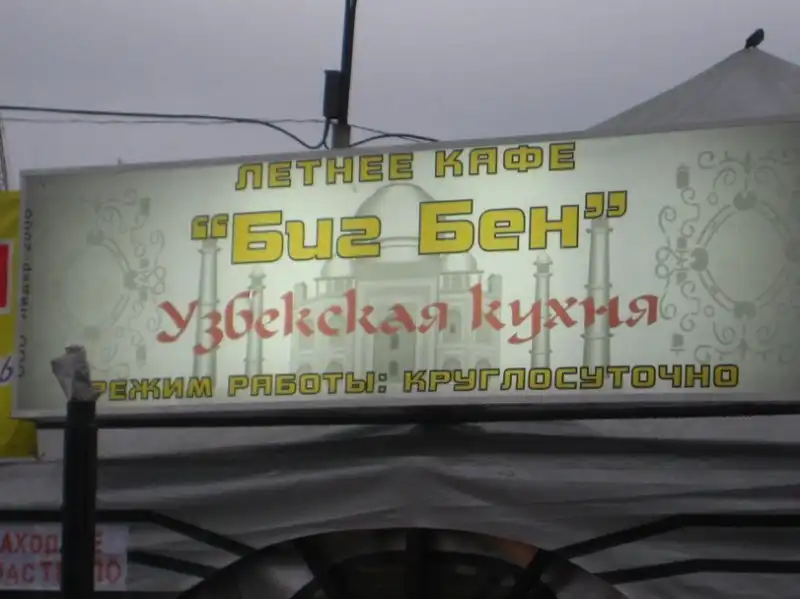 ЛЕТНЕЕ КАФЕ
“Биг Бен”
Узбекская кухня
РЕЖИМ РАБОТЫ: КРУГЛОСУТОЧНО